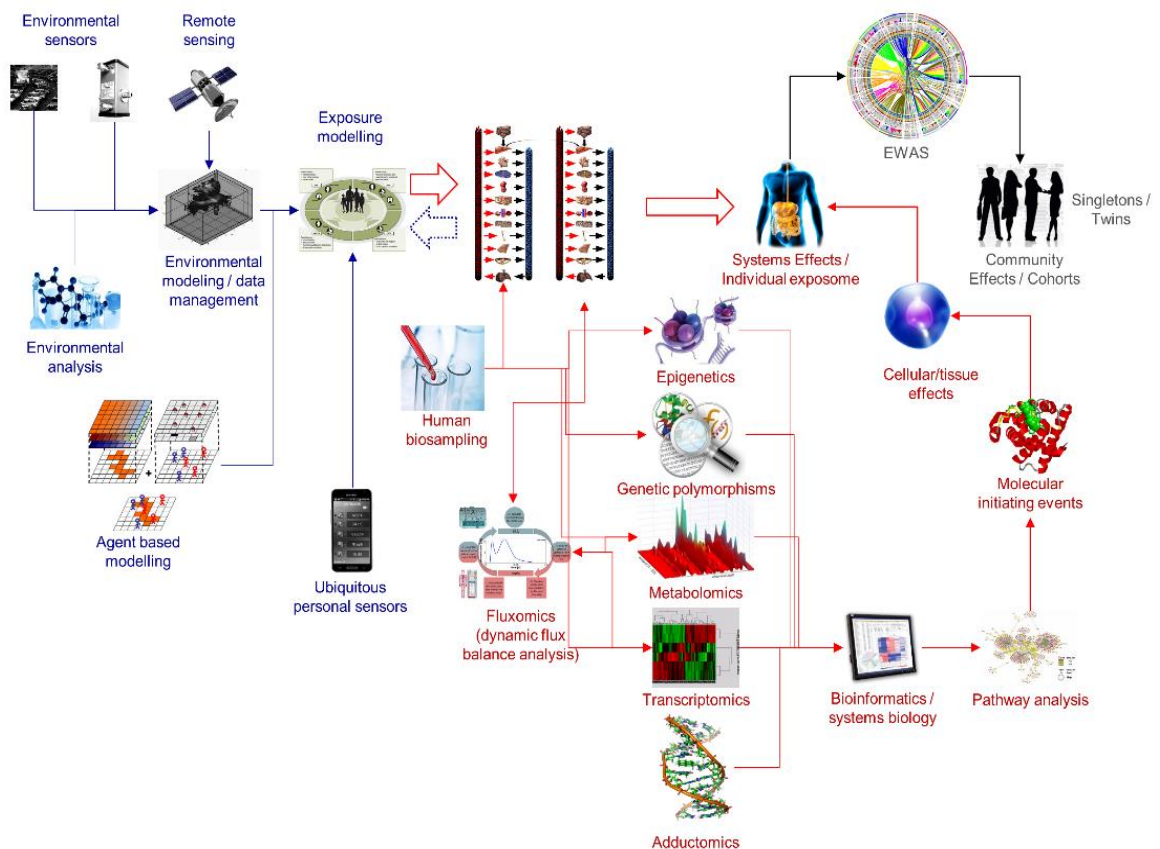 Environmental
sensors
Remote
sensing
Exposure
modelling
EWAS
Singletons /
Twins
Community
Effects / Cohorts
Systems Effects /
Individual exposome
Environmental
modeling / data
management
Environmental
analysis
Human
biosampling
Epigenetics
Cellular/tissue
effects
Genetic polymorphisms
Molecular
initiating events
Agent based
modelling
+
Ubiquitous
personal sensors
Metabolomics
Fluxomics
(dynamic flux
balance analysis)
Transcriptomics
Bioinformatics /
systems biology
Pathway analysis
Adductomics